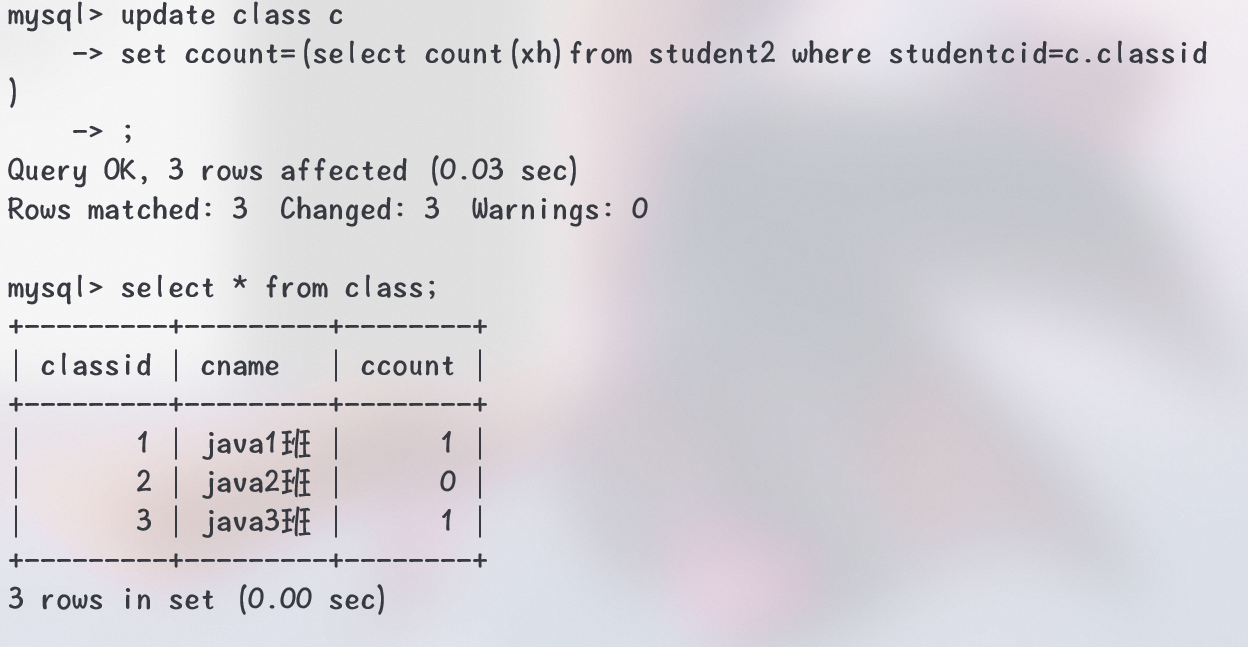 mysql> update class c
    -> set ccount=(select count(xh)from student2 where studentcid=c.classid
)
    -> ;
Query OK, 3 rows affected (0.03 sec)
Rows matched: 3  Changed: 3  Warnings: 0

mysql> select * from class;
+---------+---------+--------+
| classid | cname   | ccount |
+---------+---------+--------+
|       1 | java1班 |      1 |
|       2 | java2班 |      0 |
|       3 | java3班 |      1 |
+---------+---------+--------+
3 rows in set (0.00 sec)